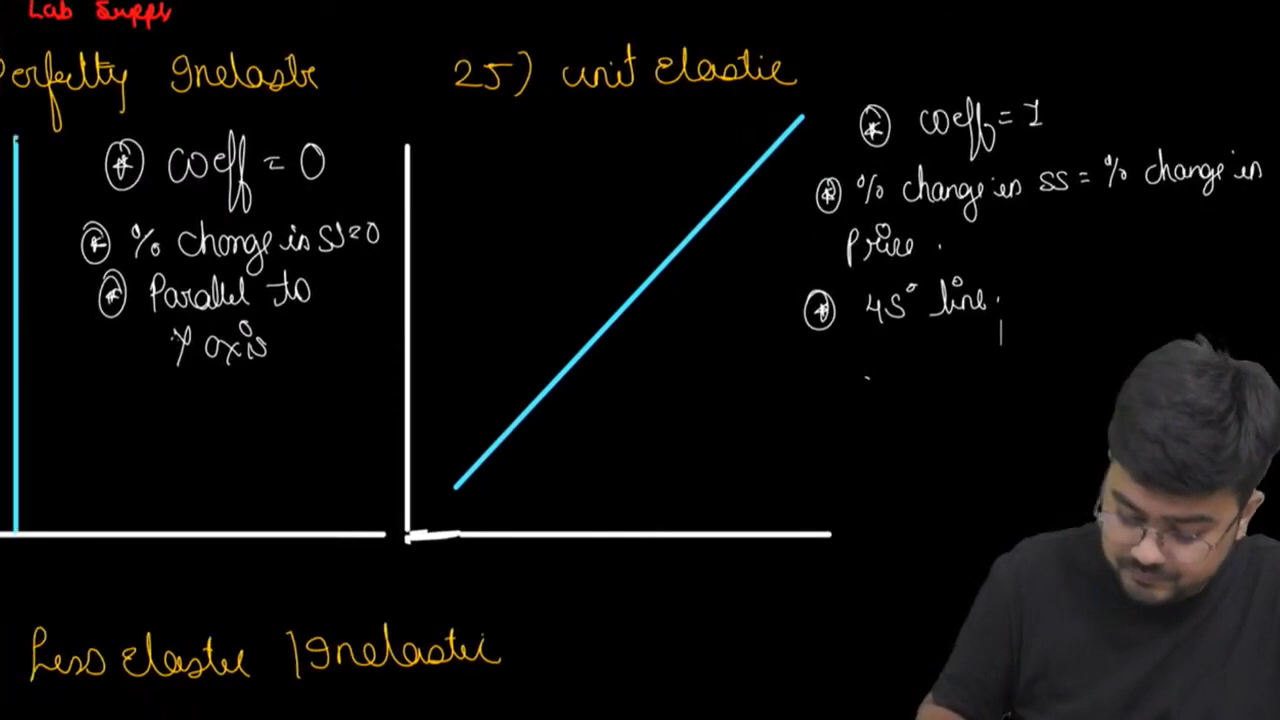 Lab Suppl
Perfectly Inelastic
⊛ coeff = 0
⊛ % change in SS = 0
⊛ Parallel to
Y axis
25) unit Elastic
⊛ coeff = 1
⊛ % change in SS = % change in
price.
⊛ 45° line.
Less Elastic | Inelastic